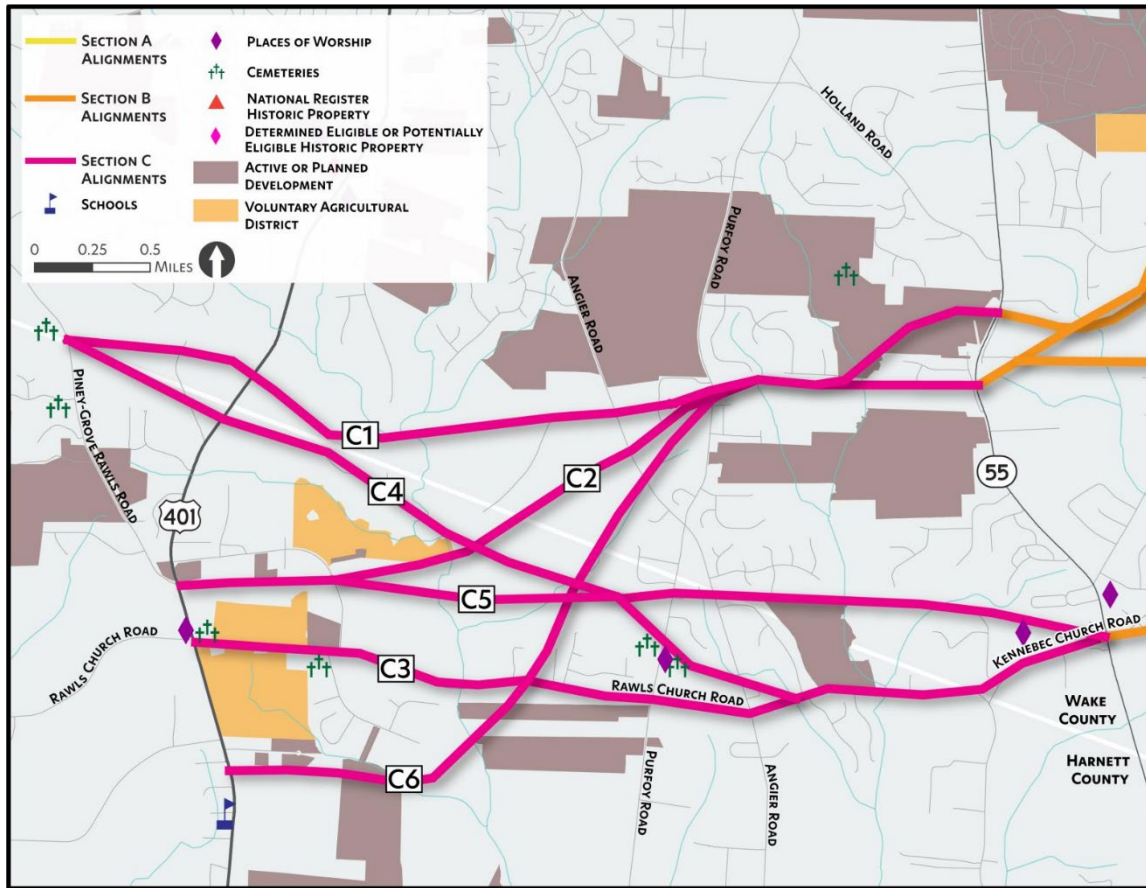 SECTION A
ALIGNMENTS
SECTION B
ALIGNMENTS
SECTION C
ALIGNMENTS
SCHOOLS
PLACES OF WORSHIP
CEMETERIES
NATIONAL REGISTER
HISTORIC PROPERTY
DETERMINED ELIGIBLE OR POTENTIALLY
ELIGIBLE HISTORIC PROPERTY
ACTIVE OR PLANNED
DEVELOPMENT
VOLUNTARY AGRICULTURAL
DISTRICT
0 0.25 0.5
MILES
HOLLAND ROAD
PURFOY ROAD
ANGIER ROAD
PINEY-GROVE RAWLS ROAD
C1
C2
C4
55
401
C5
RAWLS CHURCH ROAD
C3
KENNEBEC CHURCH ROAD
RAWLS CHURCH ROAD
WAKE
COUNTY
HARNETT
COUNTY
C6
PURFOY ROAD
ANGIER ROAD